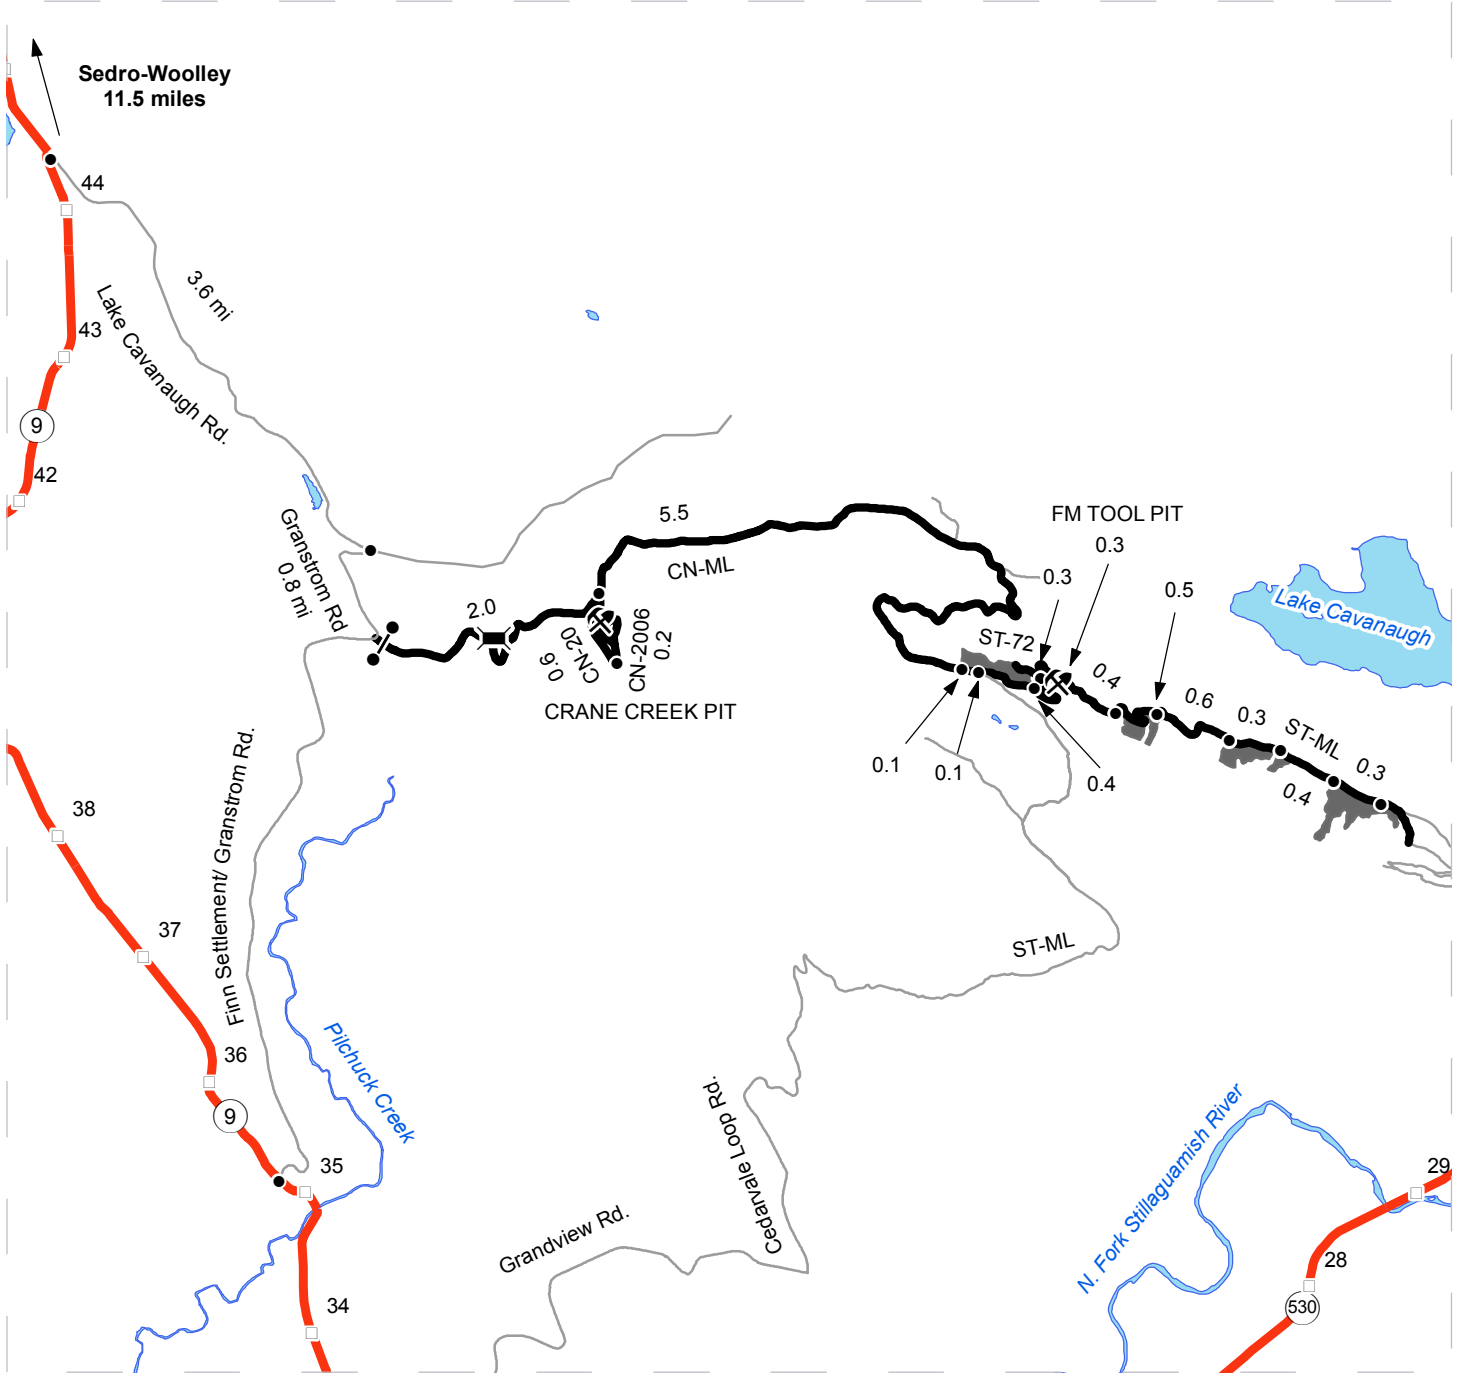 Sedro-Woolley
11.5 miles
44
3.6 mi
Lake Cavanaugh Rd.
43
9
42
Granstrom Rd
0.8 mi
5.5
CN-ML
FM TOOL PIT
0.3
0.3
0.5
Lake Cavanaugh
2.0
CN-20
0.6
CN-2006
0.2
CRANE CREEK PIT
ST-72
0.4
0.6
0.3
ST-ML
0.3
0.4
0.1
0.1
0.4
38
Finn Settlement/ Granstrom Rd.
37
ST-ML
36
Pilchuck Creek
9
35
Cedarvale Loop Rd.
N. Fork Stillaguamish River
29
Grandview Rd.
28
530
34